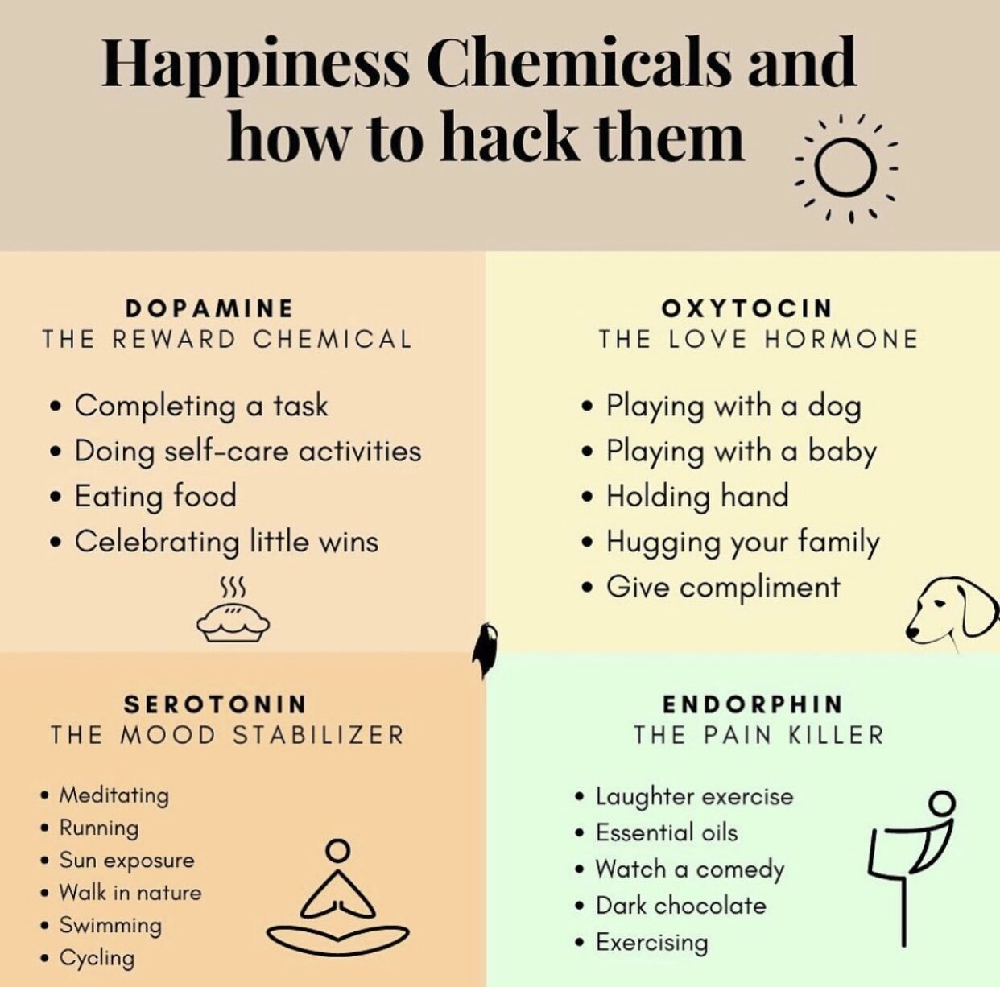 Happiness Chemicals and
how to hack them
DOPAMINE
THE REWARD CHEMICAL
• Completing a task
• Doing self-care activities
• Eating food
• Celebrating little wins
OXYTOCIN
THE LOVE HORMONE
• Playing with a dog
• Playing with a baby
• Holding hand
• Hugging your family
• Give compliment
SEROTONIN
THE MOOD STABILIZER
• Meditating
• Running
• Sun exposure
• Walk in nature
• Swimming
• Cycling
ENDORPHIN
THE PAIN KILLER
• Laughter exercise
• Essential oils
• Watch a comedy
• Dark chocolate
• Exercising